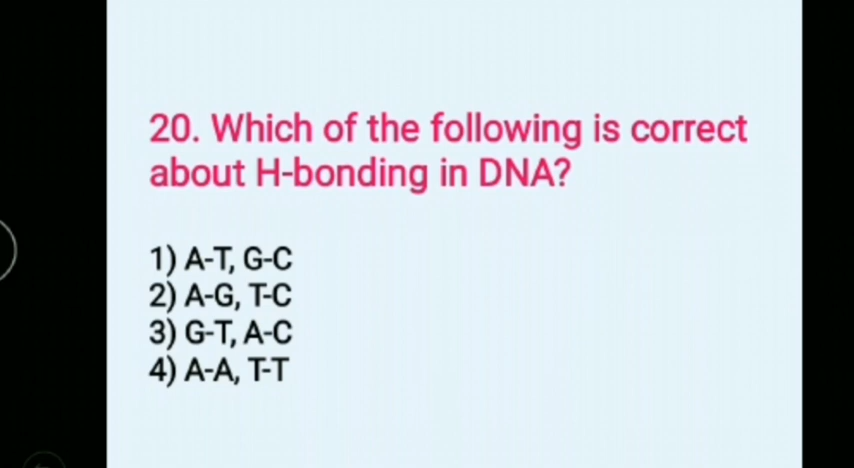 20. Which of the following is correct
about H-bonding in DNA?
1) A-T, G-C
2) A-G, T-C
3) G-T, A-C
4) A-A, T-T